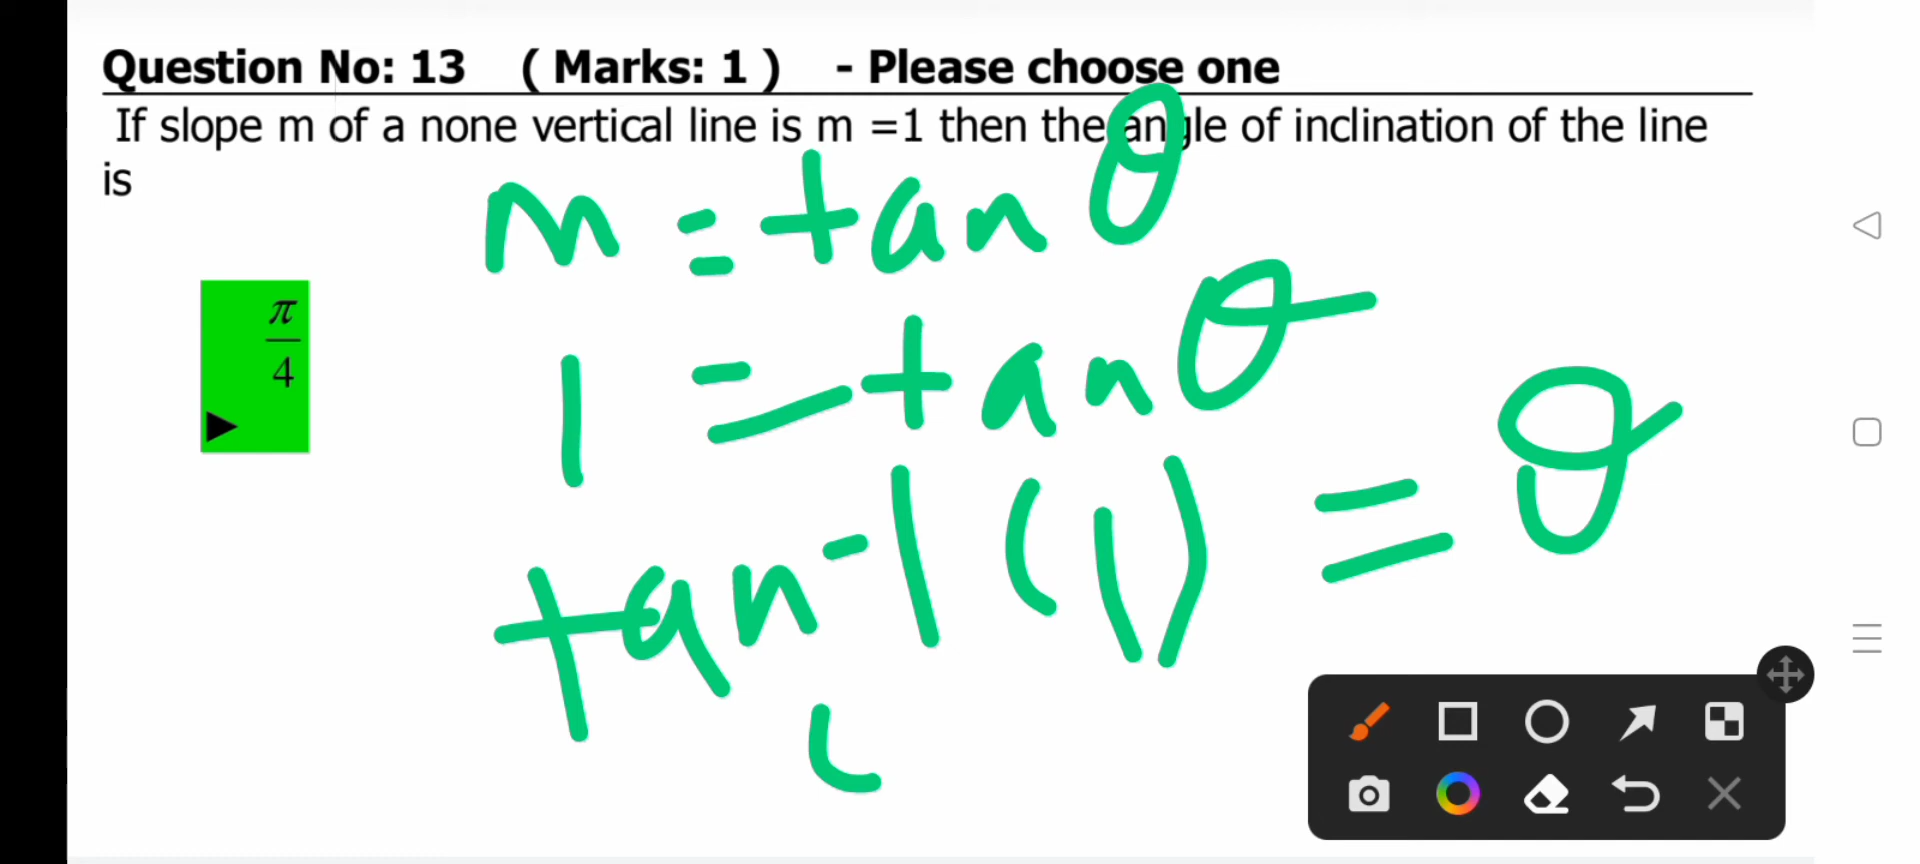 Question No: 13 ( Marks: 1 ) - Please choose one
If slope m of a none vertical line is m =1 then the angle of inclination of the line
is
m = tan θ
π
4
1 = tan θ
tan -1 (1) = θ